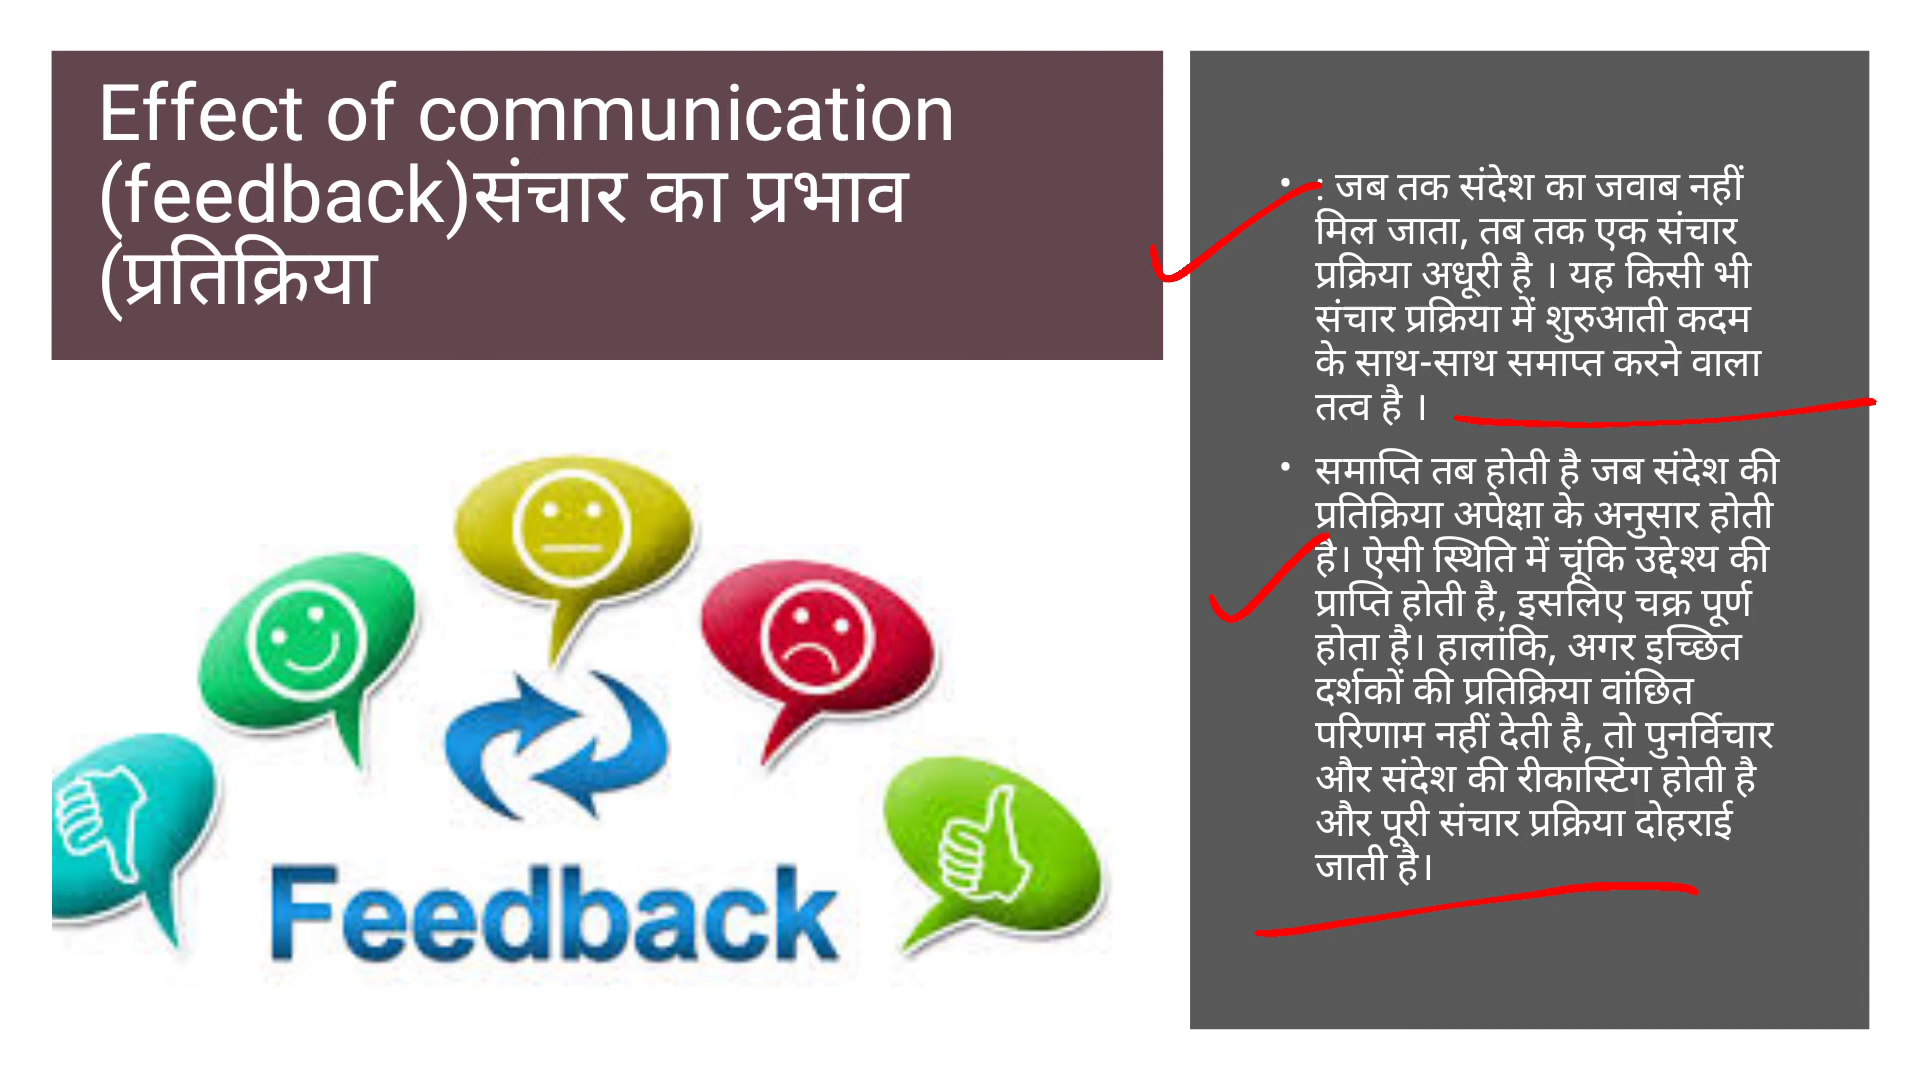 Effect of communication
(feedback)संचार का प्रभाव
(प्रतिक्रिया
• : जब तक संदेश का जवाब नहीं
मिल जाता, तब तक एक संचार
प्रक्रिया अधूरी है । यह किसी भी
संचार प्रक्रिया में शुरुआती कदम
के साथ-साथ समाप्त करने वाला
तत्व है ।
• समाप्ति तब होती है जब संदेश की
प्रतिक्रिया अपेक्षा के अनुसार होती
है। ऐसी स्थिति में चूंकि उद्देश्य की
प्राप्ति होती है, इसलिए चक्र पूर्ण
होता है। हालांकि, अगर इच्छित
दर्शकों की प्रतिक्रिया वांछित
परिणाम नहीं देती है, तो पुनर्विचार
और संदेश की रीकास्टिंग होती है
और पूरी संचार प्रक्रिया दोहराई
जाती है।
Feedback